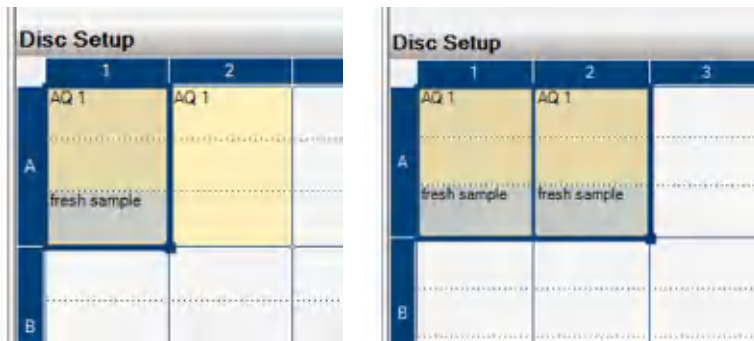 Disc Setup
1 2
AQ 1 AQ 1
A
fresh sample
B
Disc Setup
1 2 3
AQ 1 AQ 1
A
fresh sample fresh sample
B